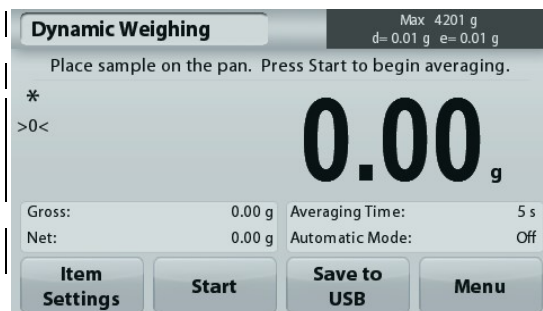 Dynamic Weighing
Max 4201 g
d= 0.01 g e= 0.01 g
Place sample on the pan. Press Start to begin averaging.
*
>0<
0.00 g
Gross: 0.00 g
Net: 0.00 g
Averaging Time: 5 s
Automatic Mode: Off
Item Settings
Start
Save to USB
Menu